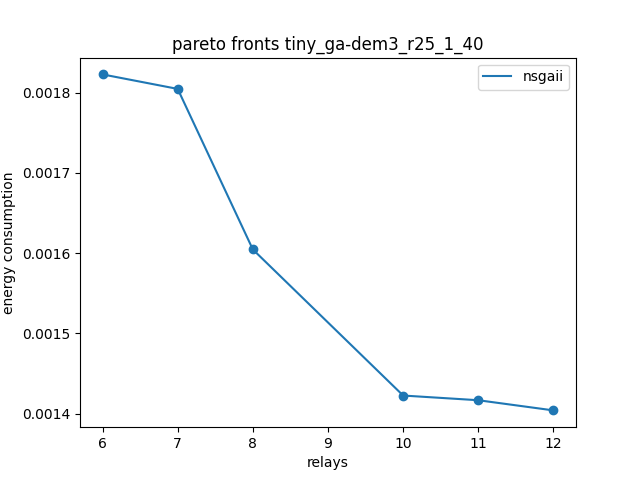 pareto fronts tiny_ga-dem3_r25_1_40
nsgaii
0.0018
0.0017
0.0016
0.0015
0.0014
energy consumption
6 7 8 9 10 11 12
relays